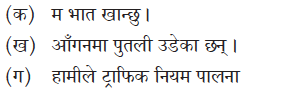 (क) म भात खान्छु।
(ख) आँगनमा पुतली उडेका छन् ।
(ग) हामीले ट्राफिक नियम पालना